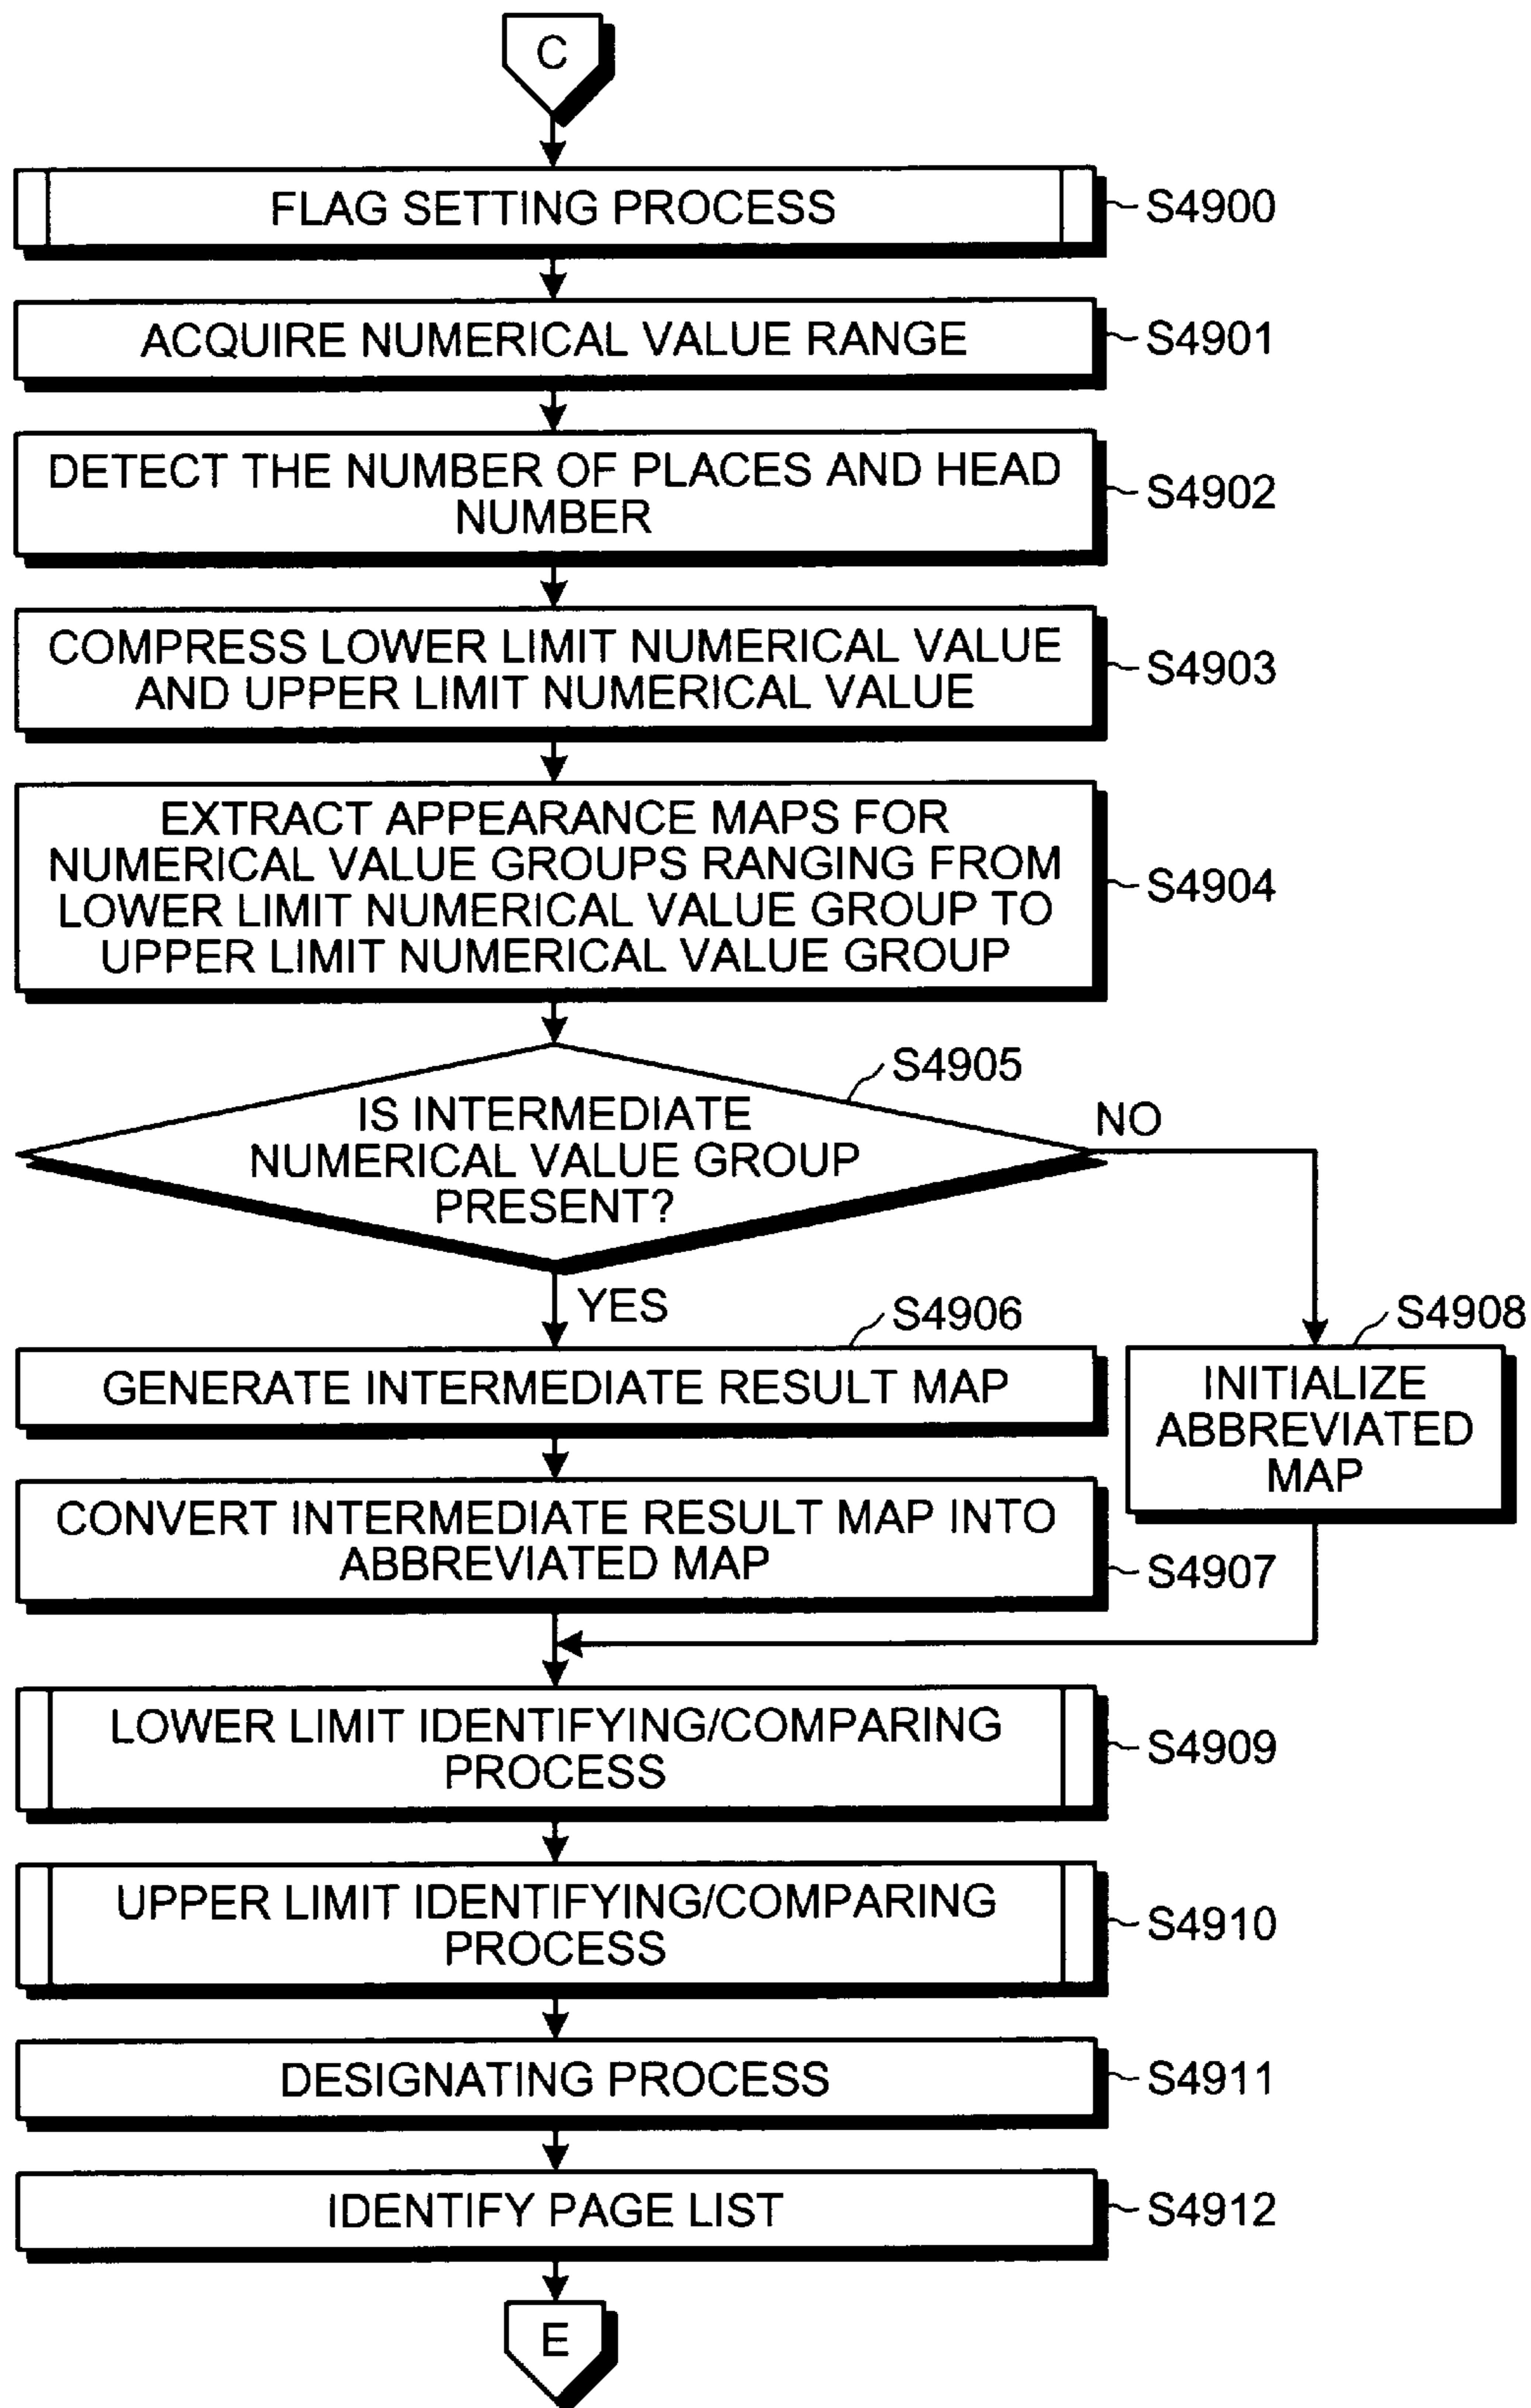 C
FLAG SETTING PROCESS
S4900
ACQUIRE NUMERICAL VALUE RANGE
S4901
DETECT THE NUMBER OF PLACES AND HEAD
NUMBER
S4902
COMPRESS LOWER LIMIT NUMERICAL VALUE
AND UPPER LIMIT NUMERICAL VALUE
S4903
EXTRACT APPEARANCE MAPS FOR
NUMERICAL VALUE GROUPS RANGING FROM
LOWER LIMIT NUMERICAL VALUE GROUP TO
UPPER LIMIT NUMERICAL VALUE GROUP
S4904
S4905
IS INTERMEDIATE
NUMERICAL VALUE GROUP
PRESENT?
NO
YES
S4906
GENERATE INTERMEDIATE RESULT MAP
S4908
INITIALIZE
ABBREVIATED
MAP
CONVERT INTERMEDIATE RESULT MAP INTO
ABBREVIATED MAP
S4907
LOWER LIMIT IDENTIFYING/COMPARING
PROCESS
S4909
UPPER LIMIT IDENTIFYING/COMPARING
PROCESS
S4910
DESIGNATING PROCESS
S4911
IDENTIFY PAGE LIST
S4912
E